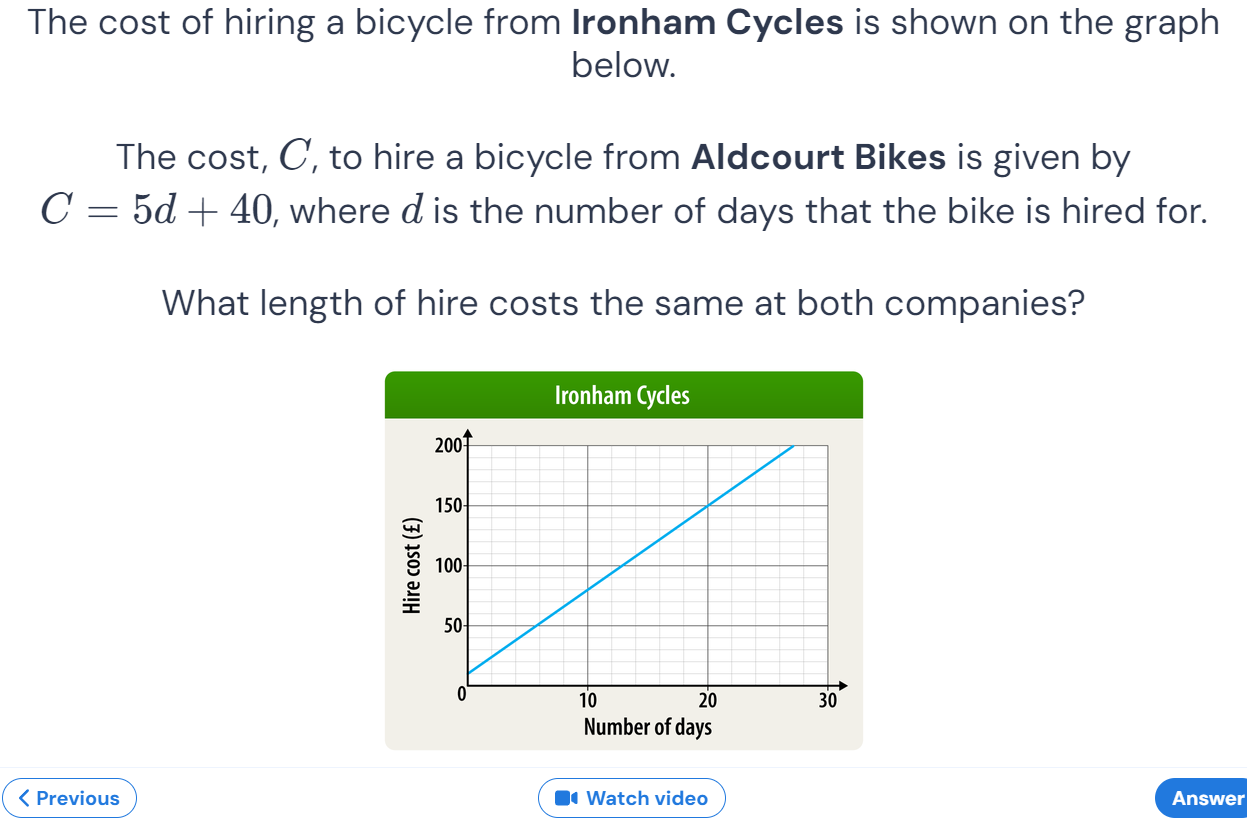 The cost of hiring a bicycle from Ironham Cycles is shown on the graph
below.
The cost, C, to hire a bicycle from Aldcourt Bikes is given by
C = 5d + 40, where d is the number of days that the bike is hired for.
What length of hire costs the same at both companies?
Ironham Cycles
200
150
100
50
0
10
20
30
Hire cost (£)
Number of days
Previous
Watch video
Answer